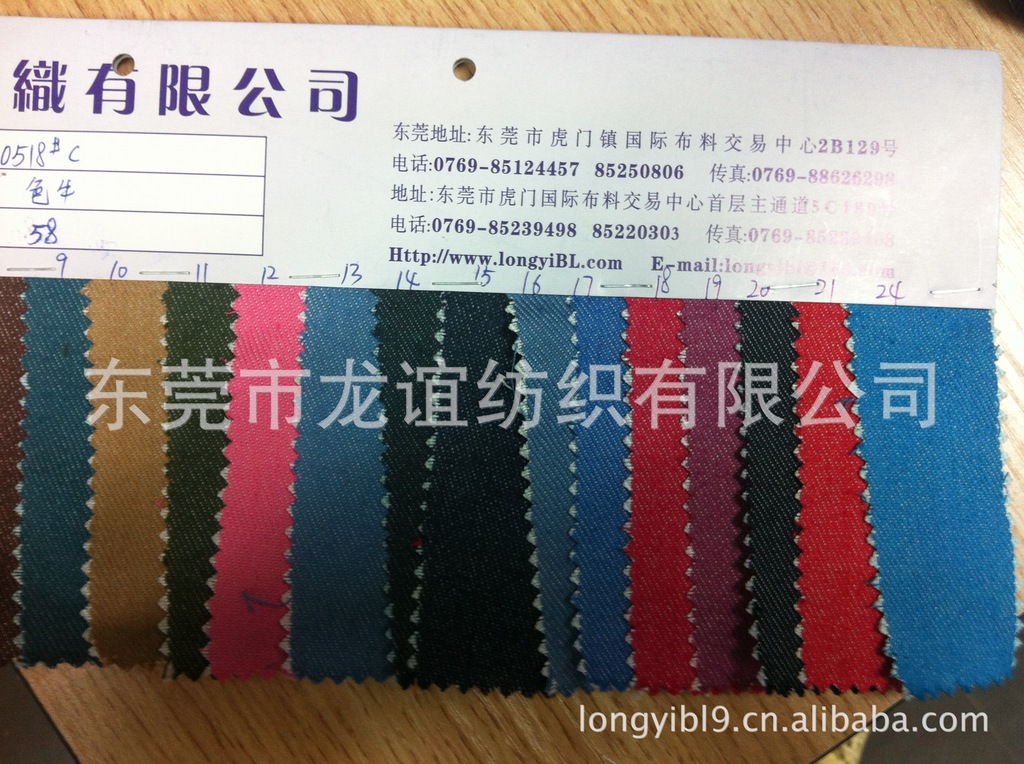 織有限公司
0518#C
色牛
58
东莞地址:东莞市虎门镇国际布料交易中心2B129号
电话:0769-85124457 85250806 传真:0769-88626298
地址:东莞市虎门国际布料交易中心首层主通道
电话:0769-85239498 85220303 传真:0769-
Http://www.longyiBL.com E-mail:
9 10 11 12 13 14 15 16 17 18 19 20 21 24
东莞市龙谊纺织有限公司
longyibl9.cn.alibaba.com